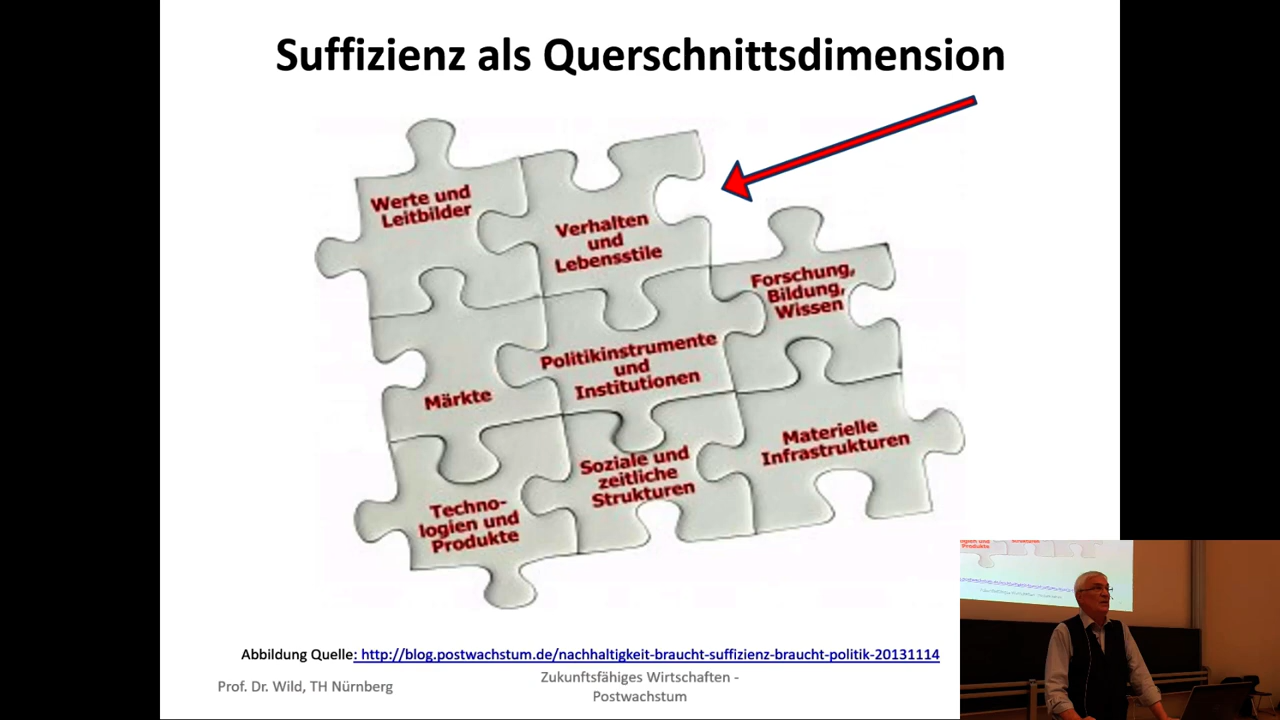 Suffizienz als Querschnittsdimension
Werte und
Leitbilder
Verhalten
und
Lebensstile
Forschung,
Bildung,
Wissen
Märkte
Politikinstrumente
und
Institutionen
Techno-
logien und
Produkte
Soziale und
zeitliche
Strukturen
Materielle
Infrastrukturen
Abbildung Quelle: http://blog.postwachstum.de/nachhaltigkeit-braucht-suffizienz-braucht-politik-20131114
Prof. Dr. Wild, TH Nürnberg
Zukunftsfähiges Wirtschaften -
Postwachstum